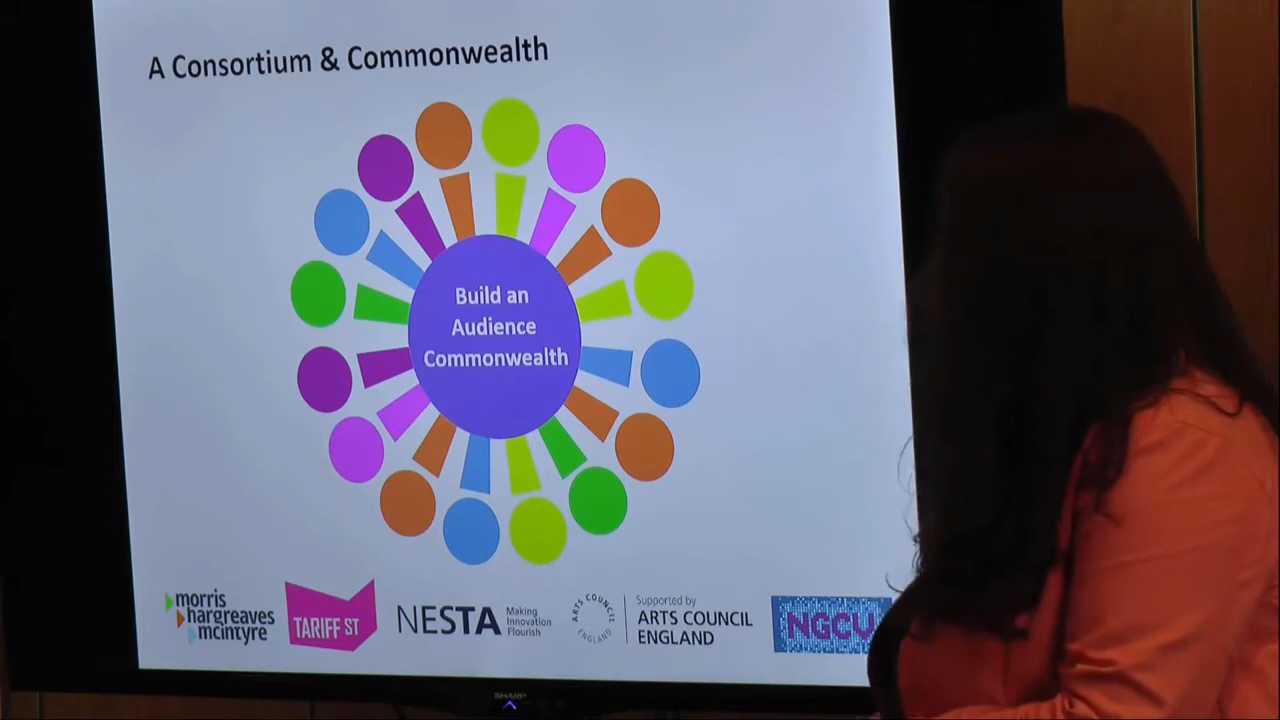 A Consortium & Commonwealth
Build an
Audience
Commonwealth
morris
hargreaves
mcintyre
TARIFF ST
NESTA
Making
Innovation
Flourish
ARTS COUNCIL
ENGLAND
Supported by
ARTS COUNCIL
ENGLAND
SHARP